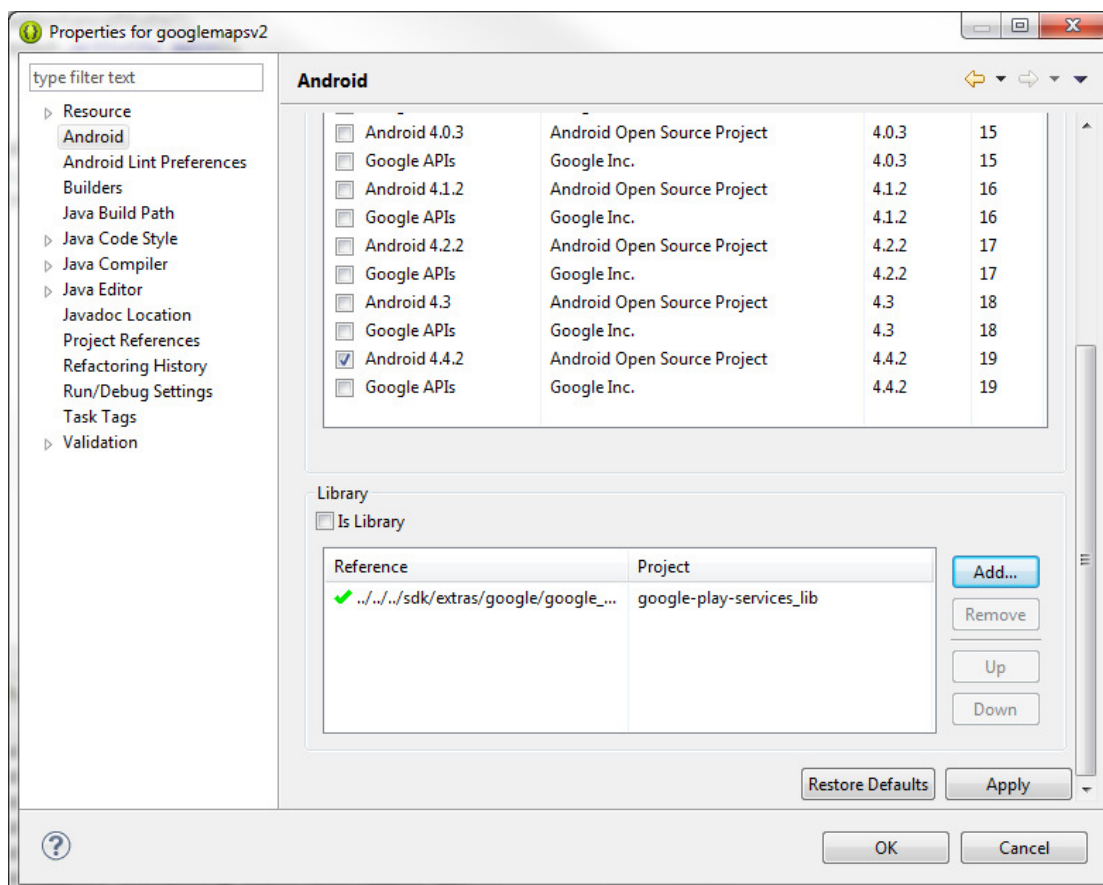 Properties for googlemapsv2
type filter text
Resource
Android
Android Lint Preferences
Builders
Java Build Path
Java Code Style
Java Compiler
Java Editor
Javadoc Location
Project References
Refactoring History
Run/Debug Settings
Task Tags
Validation
Android
Android 4.0.3 Android Open Source Project 4.0.3 15
Google APIs Google Inc. 4.0.3 15
Android 4.1.2 Android Open Source Project 4.1.2 16
Google APIs Google Inc. 4.1.2 16
Android 4.2.2 Android Open Source Project 4.2.2 17
Google APIs Google Inc. 4.2.2 17
Android 4.3 Android Open Source Project 4.3 18
Google APIs Google Inc. 4.3 18
Android 4.4.2 Android Open Source Project 4.4.2 19
Google APIs Google Inc. 4.4.2 19
Library
Is Library
Reference Project
../../../sdk/extras/google/google_... google-play-services_lib
Add...
Remove
Up
Down
Restore Defaults Apply
OK Cancel